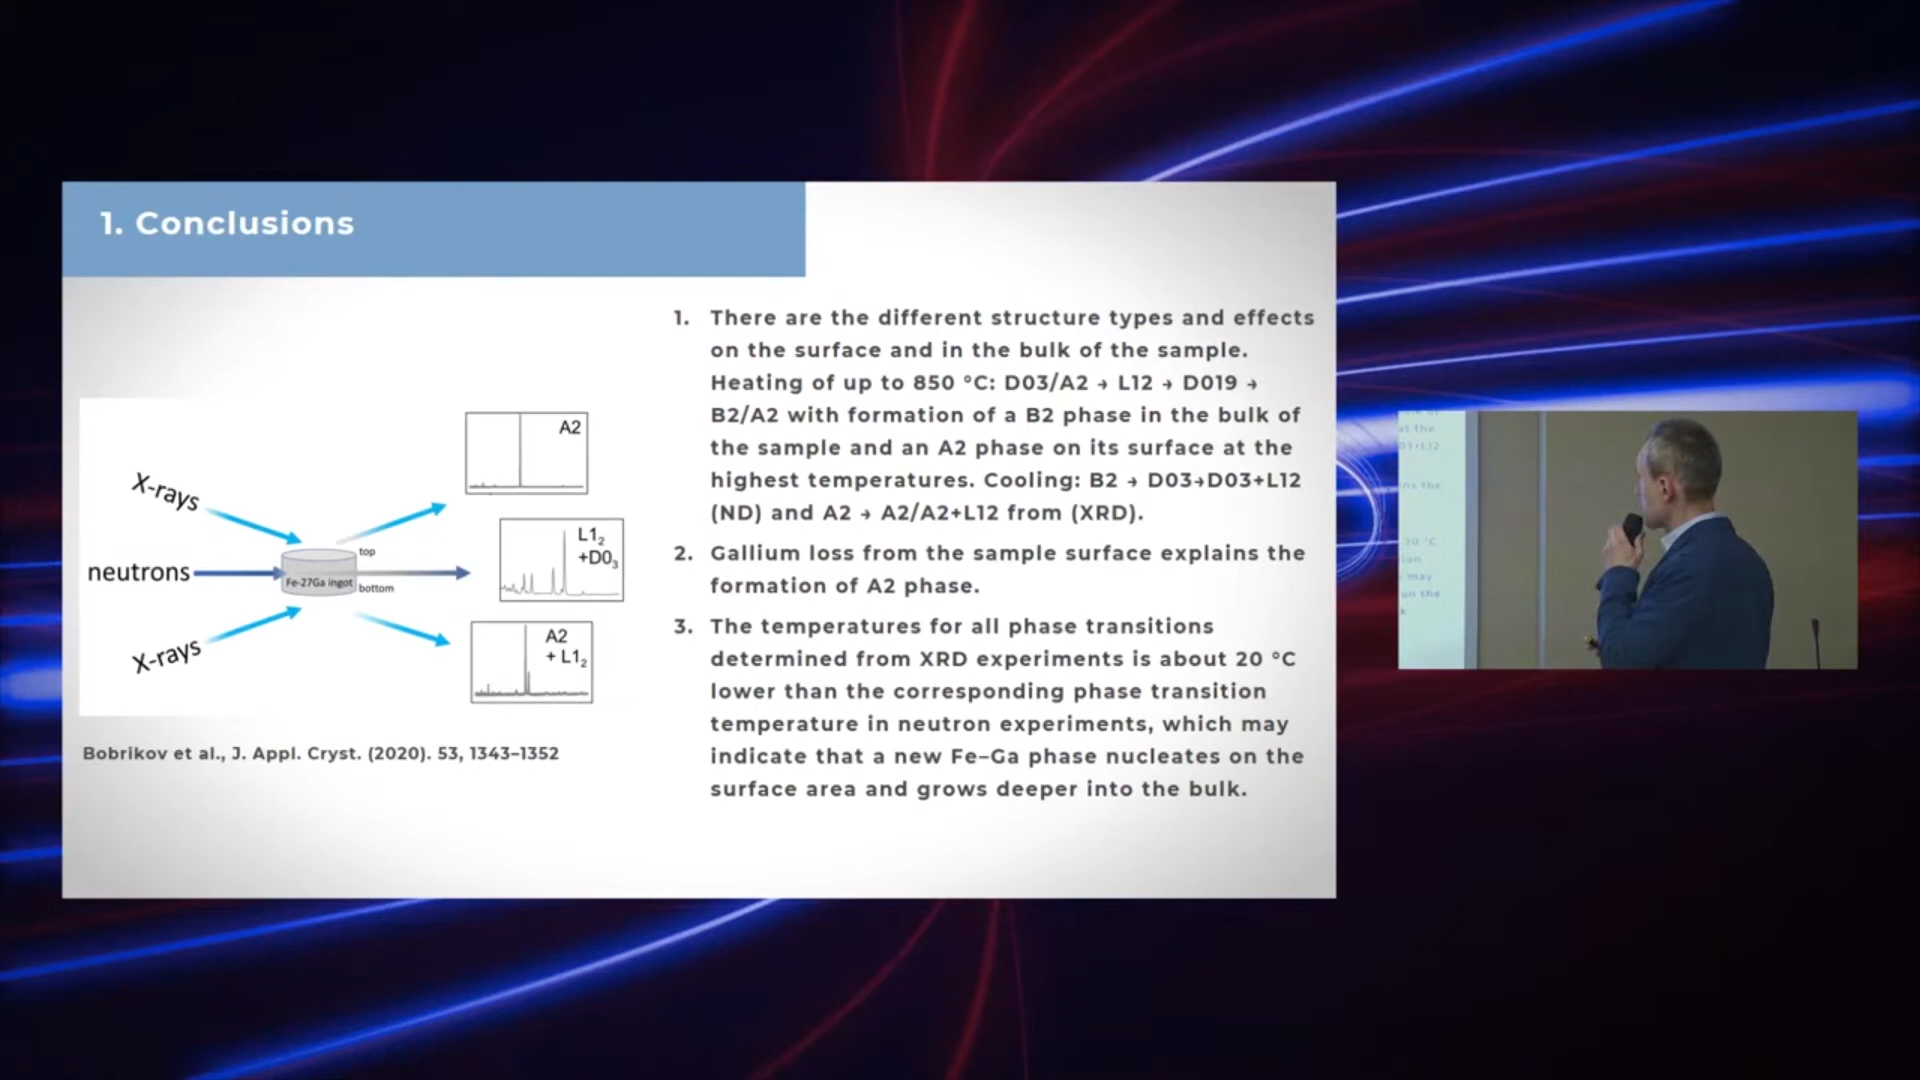 1. Conclusions
1. There are the different structure types and effects
on the surface and in the bulk of the sample.
Heating of up to 850 °C: D03/A2 → L12 → D019 →
B2/A2 with formation of a B2 phase in the bulk of
the sample and an A2 phase on its surface at the
highest temperatures. Cooling: B2 → D03→D03+L12
(ND) and A2 → A2/A2+L12 from (XRD).
2. Gallium loss from the sample surface explains the
formation of A2 phase.
3. The temperatures for all phase transitions
determined from XRD experiments is about 20 °C
lower than the corresponding phase transition
temperature in neutron experiments, which may
indicate that a new Fe–Ga phase nucleates on the
surface area and grows deeper into the bulk.
X-rays
neutrons
X-rays
Fe-27Ga ingot
top
bottom
A2
L1₂
+D0₃
A2
+ L1₂
Bobrikov et al., J. Appl. Cryst. (2020). 53, 1343–1352
at the
the
20 °C
may
on the